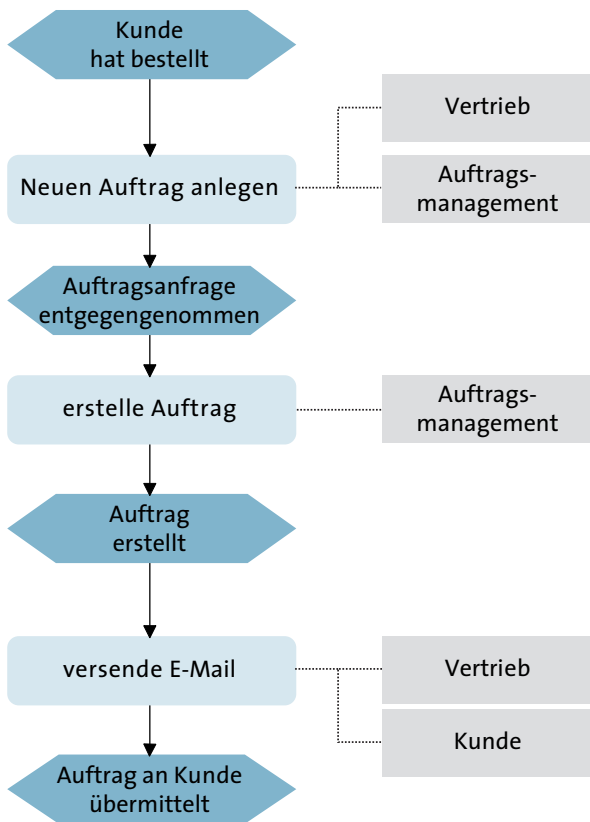 Kunde
hat bestellt
Vertrieb
Neuen Auftrag anlegen
Auftrags-
management
Auftragsanfrage
entgegengenommen
erstelle Auftrag
Auftrags-
management
Auftrag
erstellt
versende E-Mail
Vertrieb
Kunde
Auftrag an Kunde
übermittelt